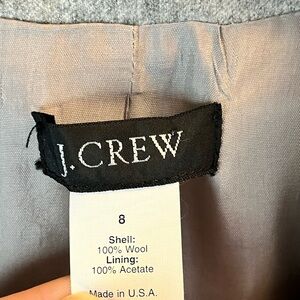 J.CREW
8
Shell:
100% Wool
Lining:
100% Acetate
Made in U.S.A.